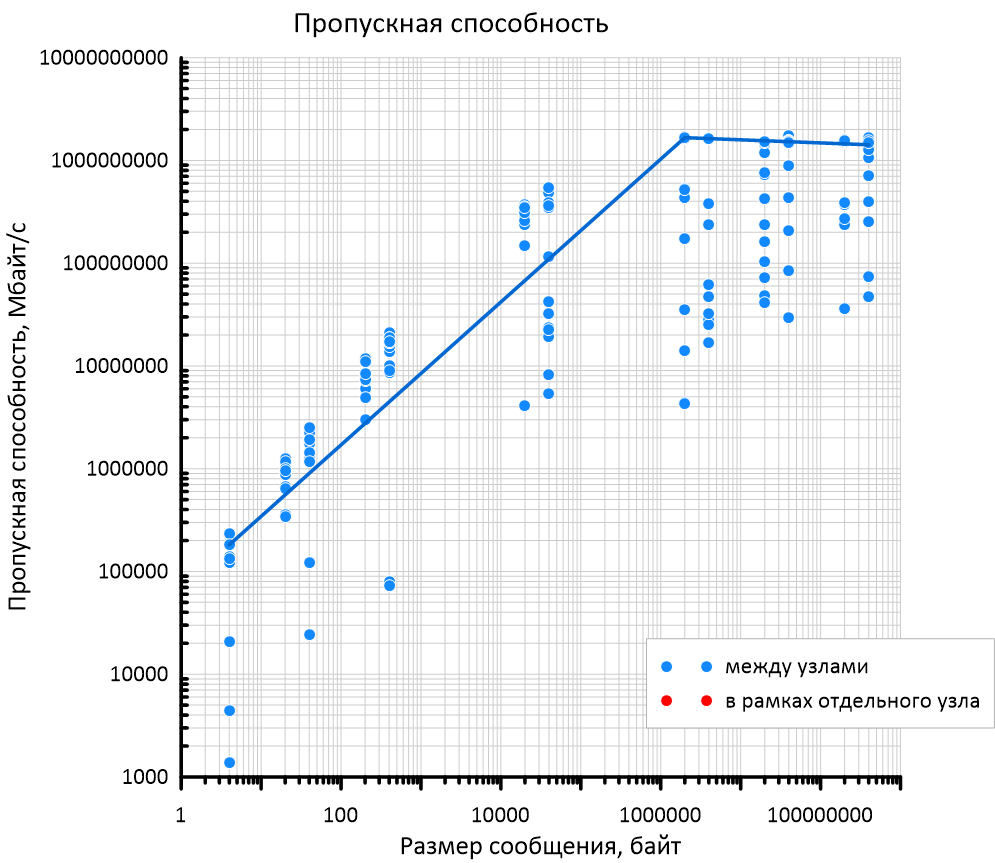 Пропускная способность
Пропускная способность, Мбайт/с
10000000000
1000000000
100000000
10000000
1000000
100000
10000
1000
1
100
10000
1000000
100000000
Размер сообщения, байт
между узлами
в рамках отдельного узла